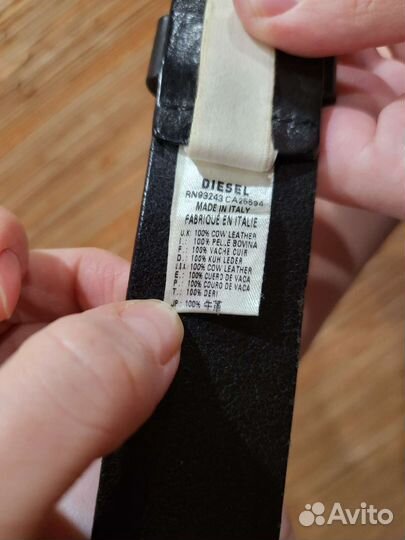 DIESEL
RN93243 CA25594
MADE IN ITALY
FABRIQUÉ EN ITALIE
U.K: 100% COW LEATHER
I.: 100% PELLE BOVINA
F.: 100% VACHE CUIR
D.: 100% KUH LEDER
USA: 100% COW LEATHER
E.: 100% CUERO DE VACA
P.: 100% COURO DE VACA
T.: 100% DERI
JP.: 100% 牛革
Avito